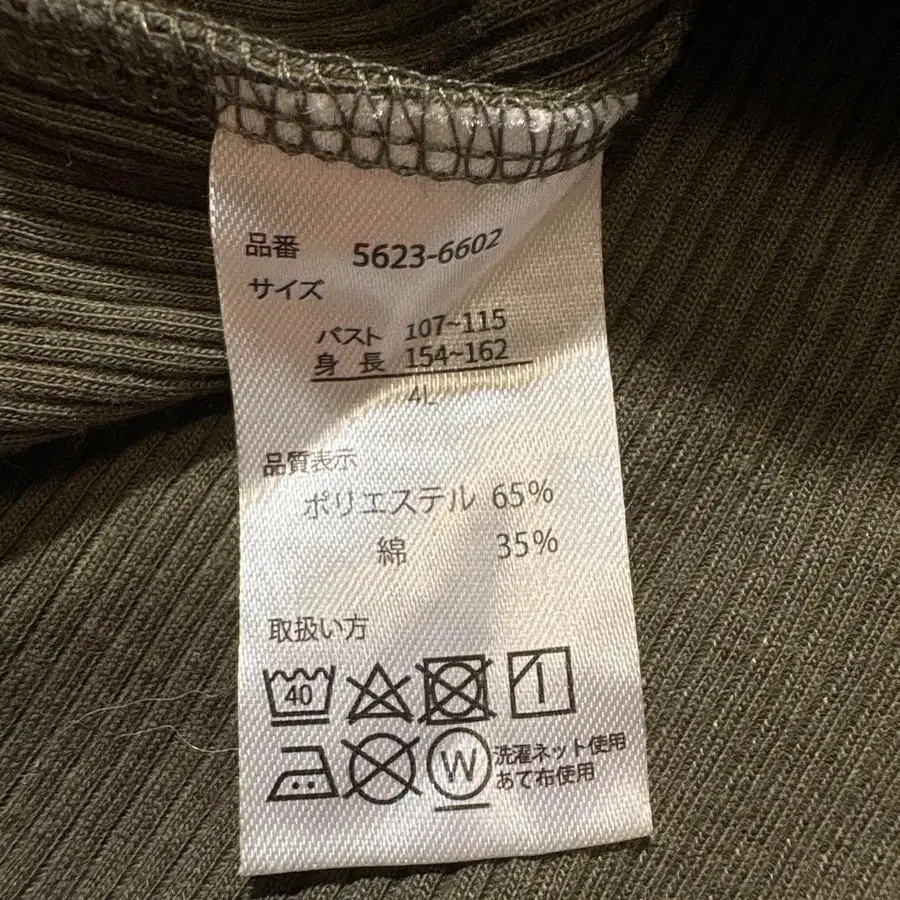 品番 5623-6602
サイズ
バスト 107~115
身長 154~162
4L
品質表示
ポリエステル 65%
綿 35%
取扱い方
40
W
洗濯ネット使用
あて布使用